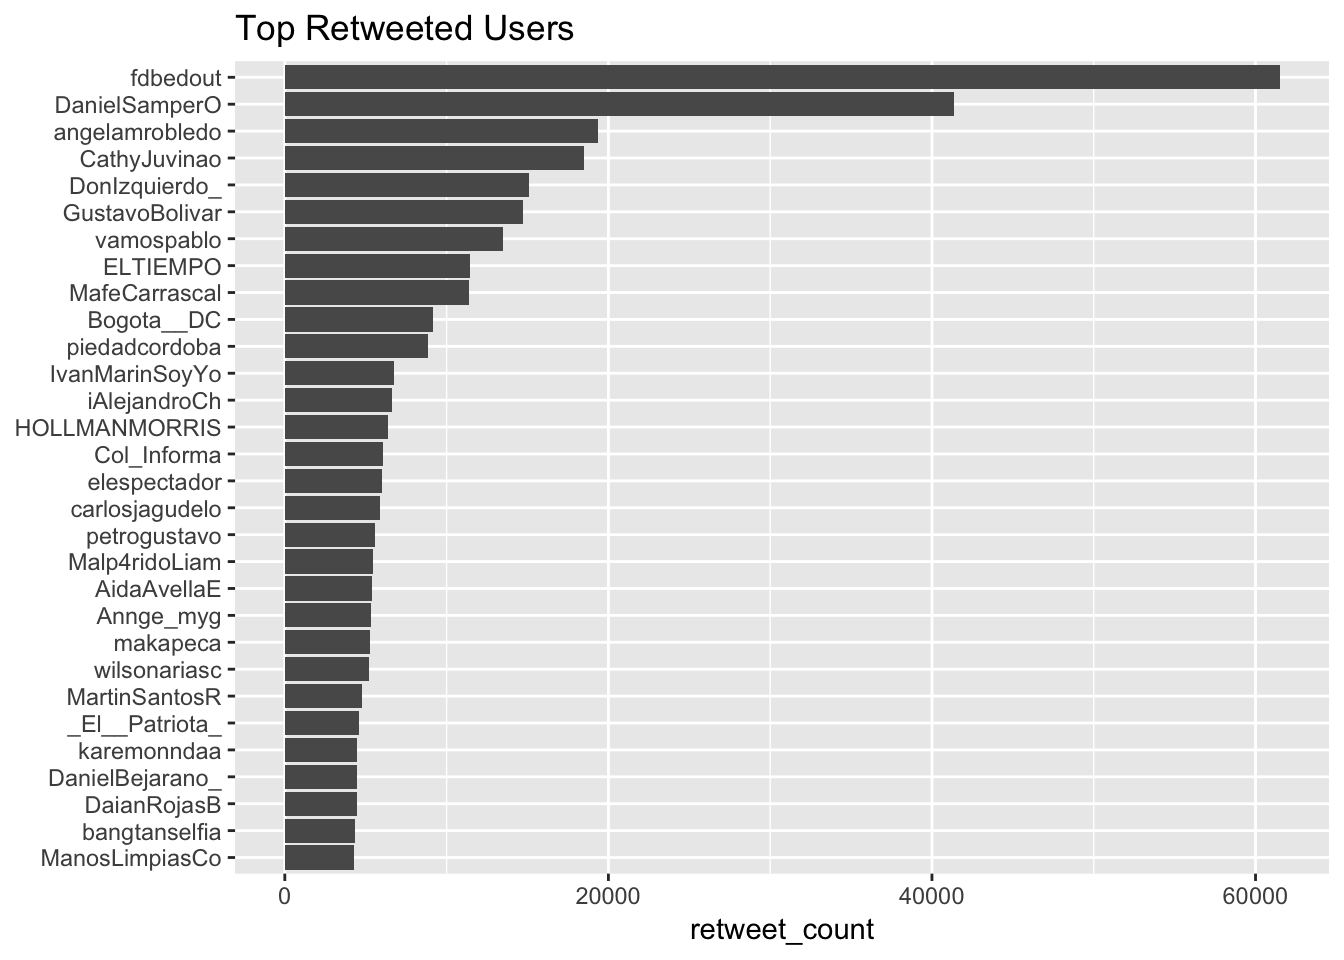 Top Retweeted Users
fdbedout
DanielSamperO
angelamrobledo
CathyJuvinao
DonIzquierdo_
GustavoBolivar
vamospablo
ELTIEMPO
MafeCarrascal
Bogota__DC
piedadcordoba
IvanMarinSoyYo
iAlejandroCh
HOLLMANMORRIS
Col_Informa
elespectador
carlosjagudelo
petrogustavo
Malp4ridoLiam
AidaAvellaE
Annge_myg
makapeca
wilsonariasc
MartinSantosR
_El__Patriota_
karemonndaa
DanielBejarano_
DaianRojasB
bangtanselfia
ManosLimpiasCo
0 20000 40000 60000
retweet_count